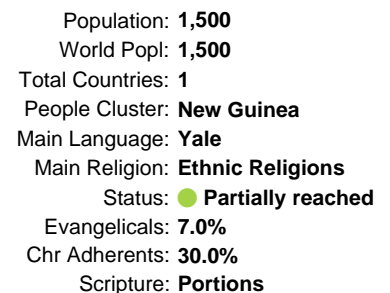 Population: 1,500
World Popl: 1,500
Total Countries: 1
People Cluster: New Guinea
Main Language: Yale
Main Religion: Ethnic Religions
Status: Partially reached
Evangelicals: 7.0%
Chr Adherents: 30.0%
Scripture: Portions